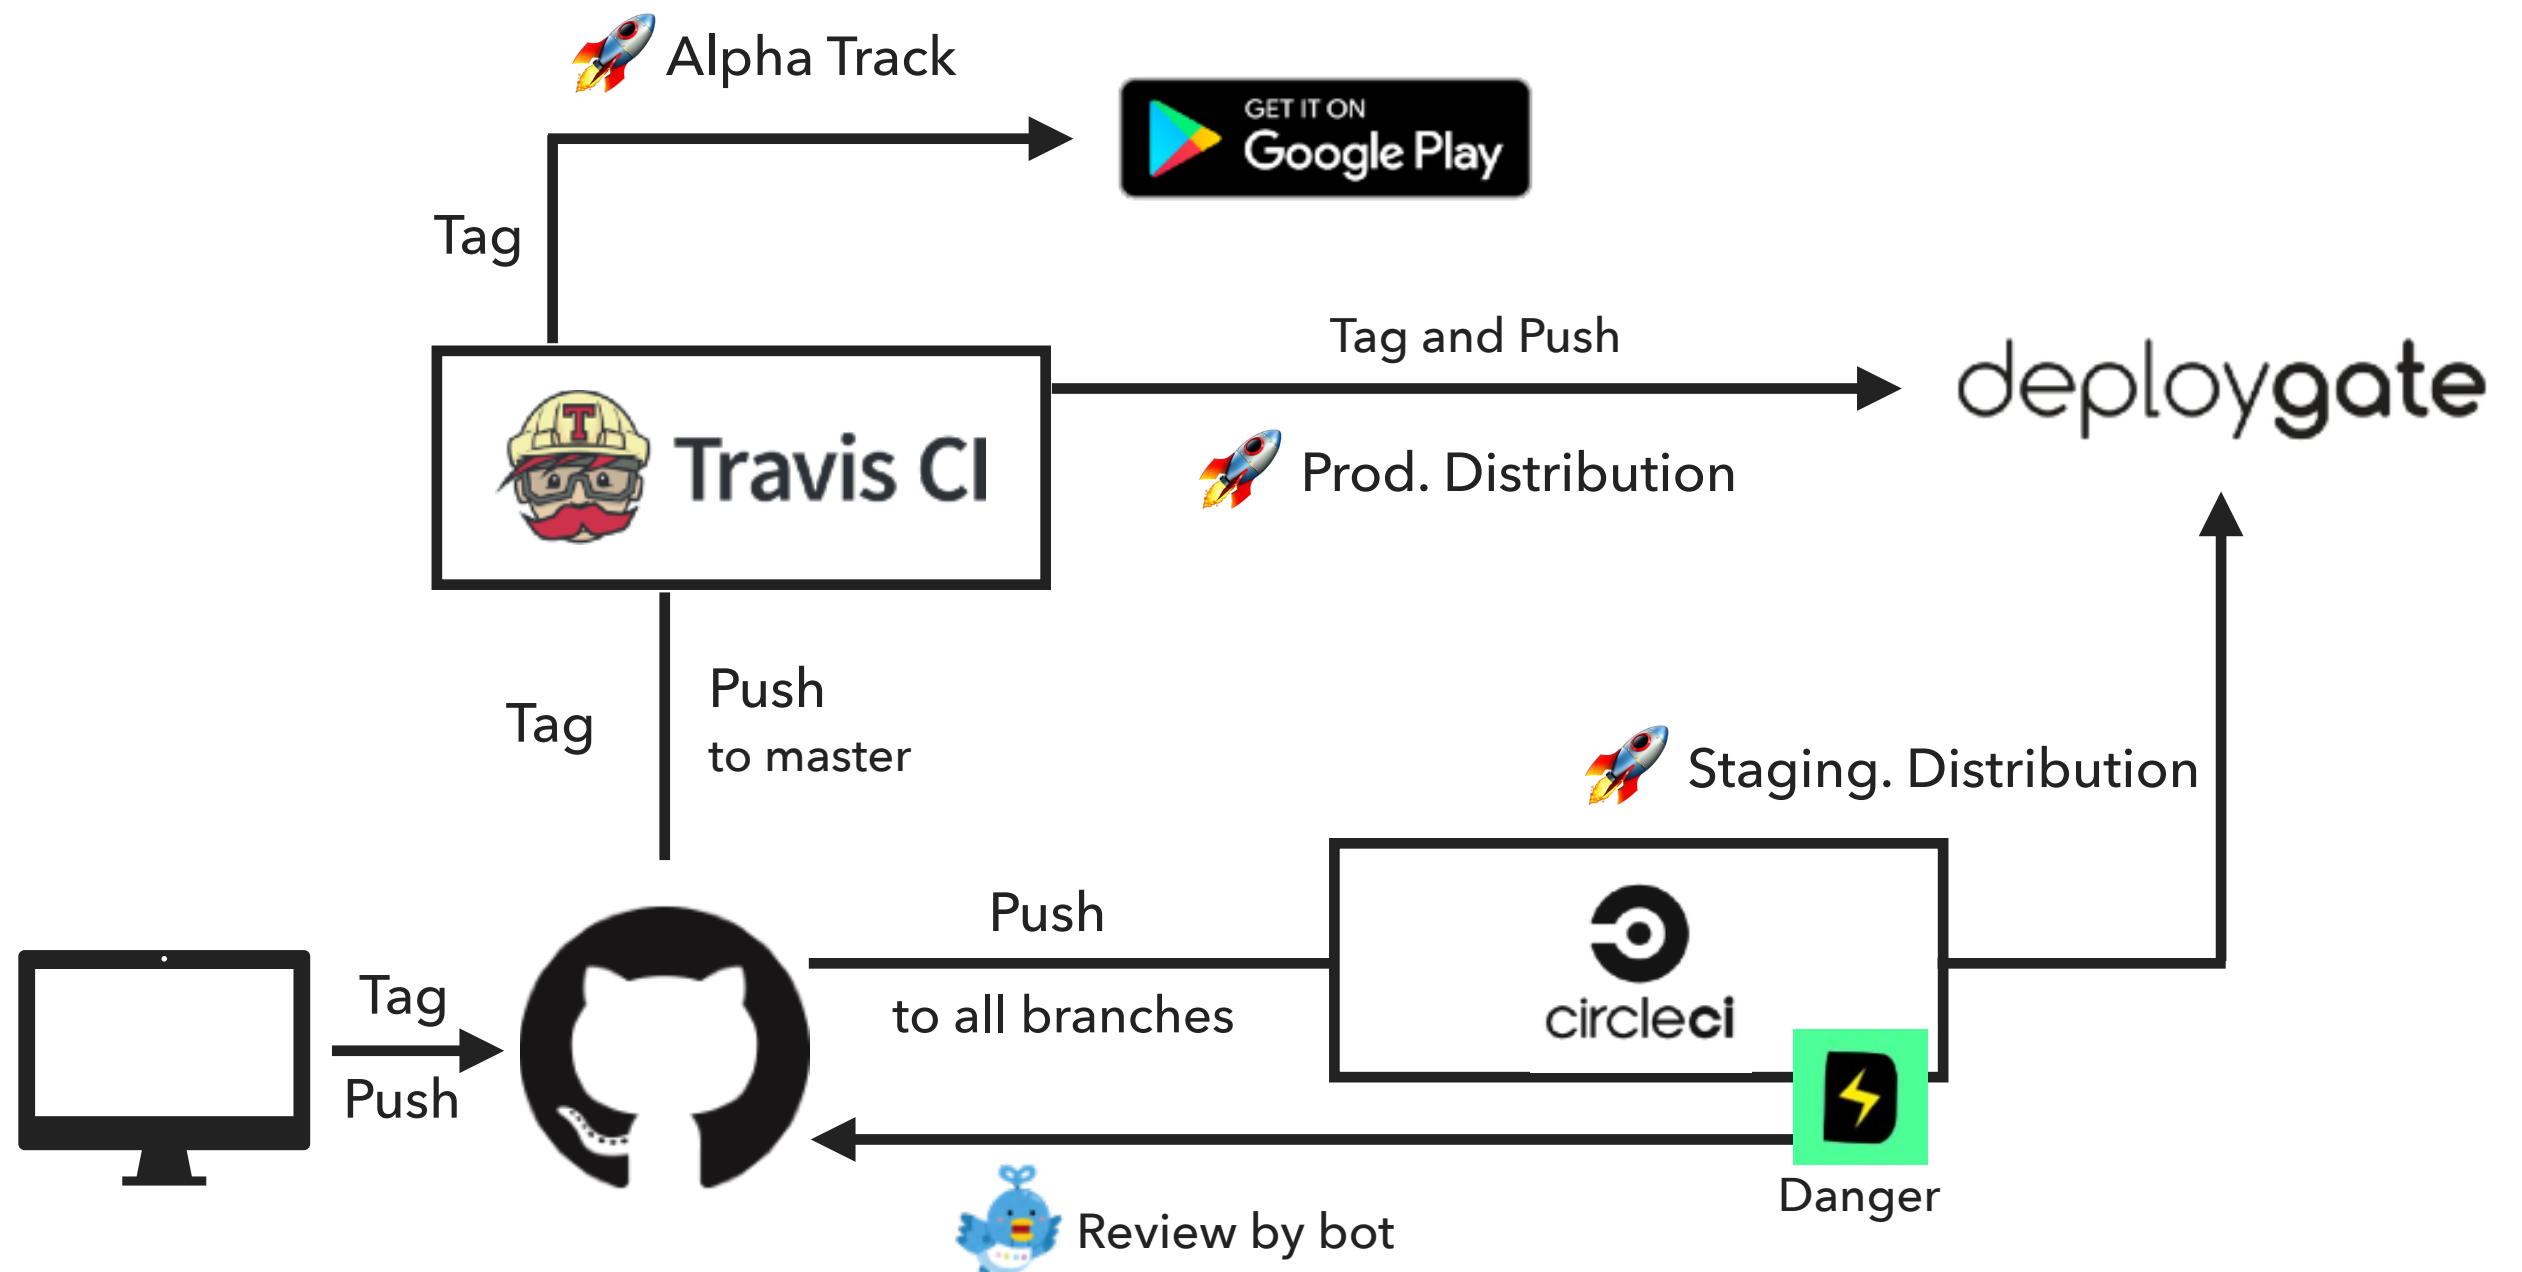 Alpha Track
GET IT ON
Google Play
Tag
Tag and Push
deploygate
T
Travis CI
Prod. Distribution
Push
Tag
to master
Staging. Distribution
Push
Tag
to all branches
circleci
Push
Danger
Review by bot